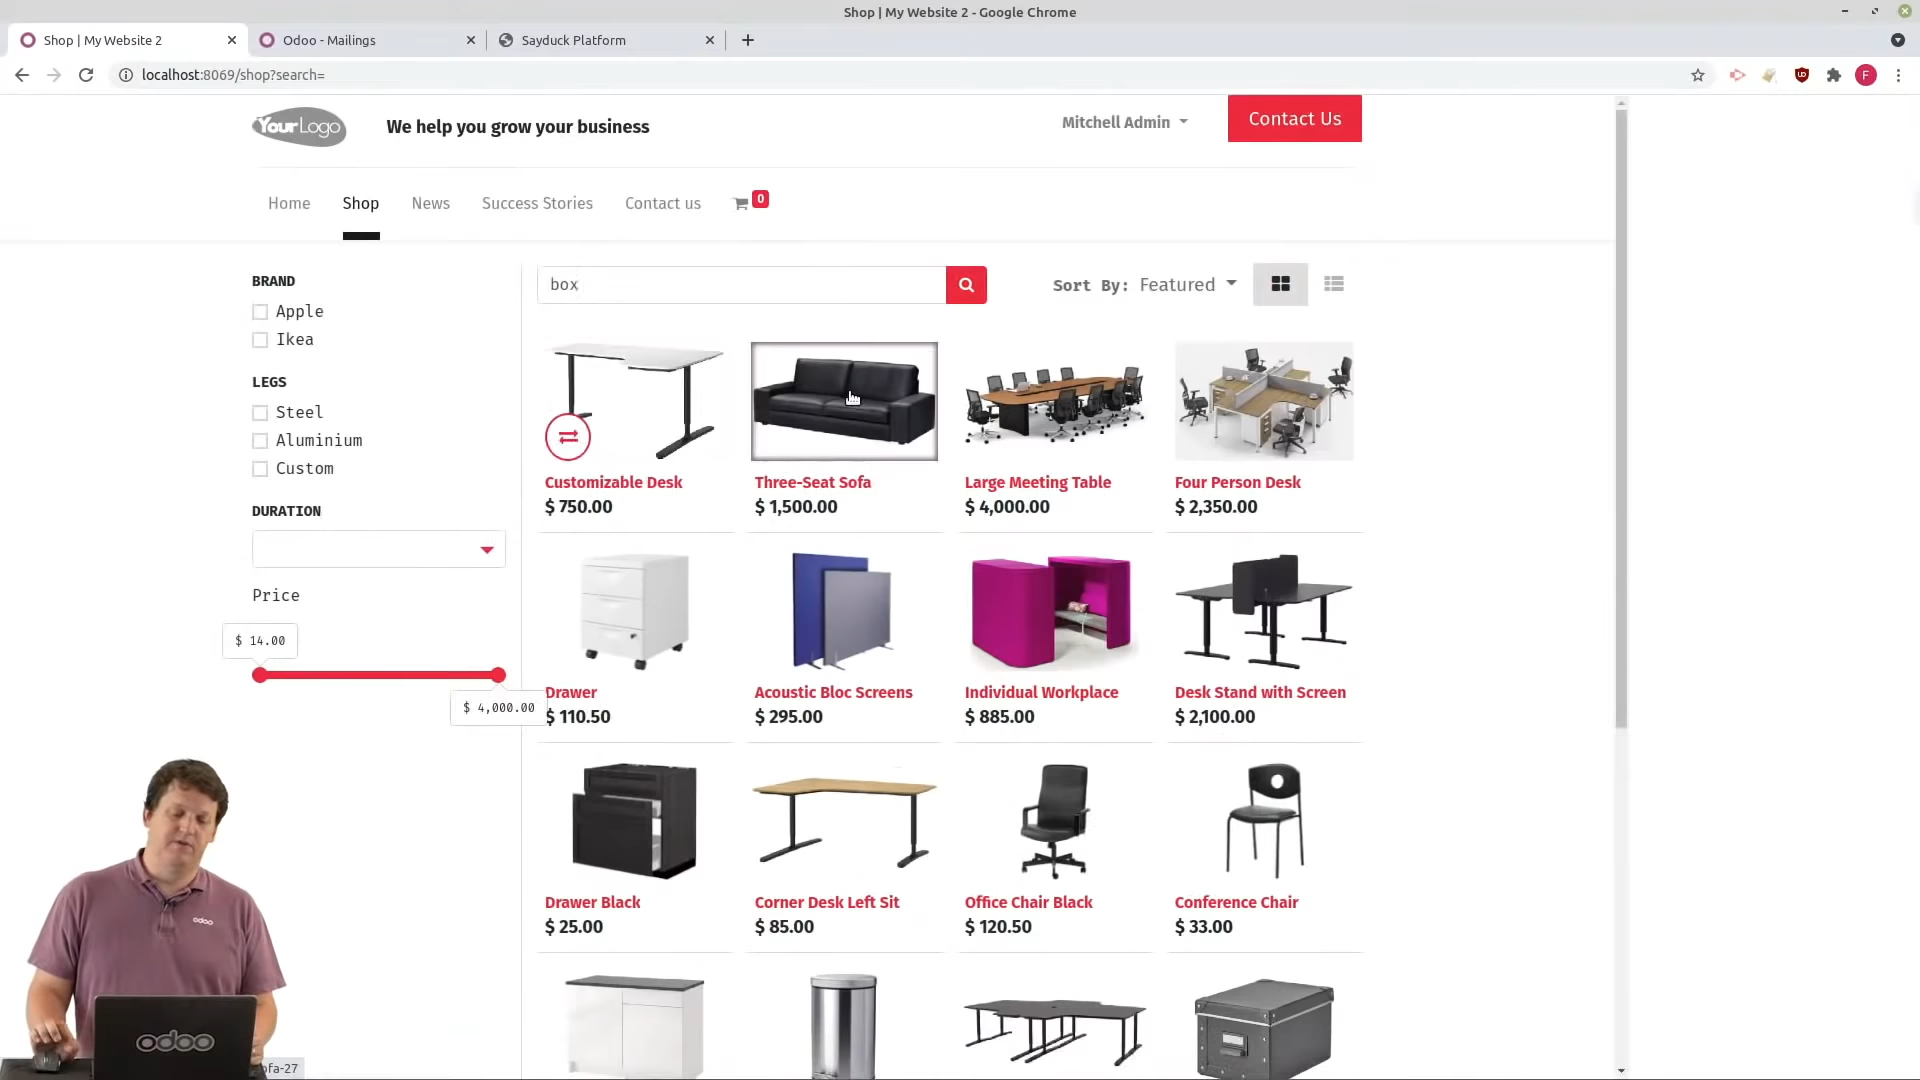 Shop | My Website 2 - Google Chrome
Shop | My Website 2
Odoo - Mailings
Sayduck Platform
localhost:8069/shop?search=
F
YourLogo
We help you grow your business
Mitchell Admin
Contact Us
Home
Shop
News
Success Stories
Contact us
0
BRAND
Apple
Ikea
LEGS
Steel
Aluminium
Custom
DURATION
Price
$ 14.00
$ 4,000.00
box
Sort By: Featured
Customizable Desk
$ 750.00
Three-Seat Sofa
$ 1,500.00
Large Meeting Table
$ 4,000.00
Four Person Desk
$ 2,350.00
Drawer
$ 110.50
Acoustic Bloc Screens
$ 295.00
Individual Workplace
$ 885.00
Desk Stand with Screen
$ 2,100.00
Drawer Black
$ 25.00
Corner Desk Left Sit
$ 85.00
Office Chair Black
$ 120.50
Conference Chair
$ 33.00
odoo
odoo
ofa-27